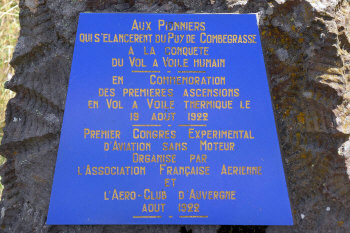 AUX PIONNIERS
QUI S'ELANCERENT DU PUY DE COMBEGRASSE
A LA CONQUETE
DU VOL A VOILE HUMAIN
EN COMMEMORATION
DES PREMIERES ASCENSIONS
EN VOL A VOILE THERMIQUE LE
19 AOUT 1922
PREMIER CONGRES EXPERIMENTAL
D'AVIATION SANS MOTEUR
ORGANISE PAR
L'ASSOCIATION FRANÇAISE AERIENNE
ET
L'AERO-CLUB D'AUVERGNE
AOUT 1922